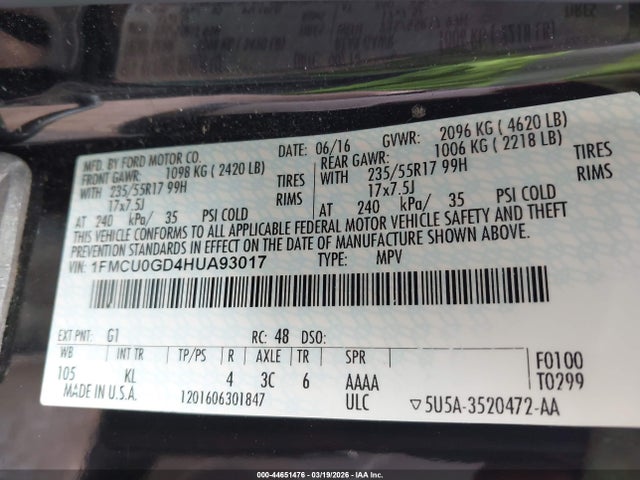 MFD. BY FORD MOTOR CO. DATE: 06/16 GVWR: 2096 KG ( 4620 LB)
FRONT GAWR: 1098 KG ( 2420 LB) REAR GAWR: 1006 KG ( 2218 LB)
WITH 235/55R17 99H TIRES WITH 235/55R17 99H TIRES
17x7.5J 17x7.5J RIMS
AT 240 kPa/ 35 PSI COLD AT 240 kPa/ 35 PSI COLD
THIS VEHICLE CONFORMS TO ALL APPLICABLE FEDERAL MOTOR VEHICLE SAFETY AND THEFT
PREVENTION STANDARDS IN EFFECT ON THE DATE OF MANUFACTURE SHOWN ABOVE.
VIN: 1FMCU0GD4HUA93017 TYPE: MPV
EXT PNT: G1 RC: 48 DSO:
WB INT TR TP/PS R AXLE TR SPR F0100
105 KL 4 3C 6 AAAA T0299
MADE IN U.S.A. 1201606301847 ULC ▽5U5A-3520472-AA
000-44651476 | 03/19/2026 | IAA Inc.